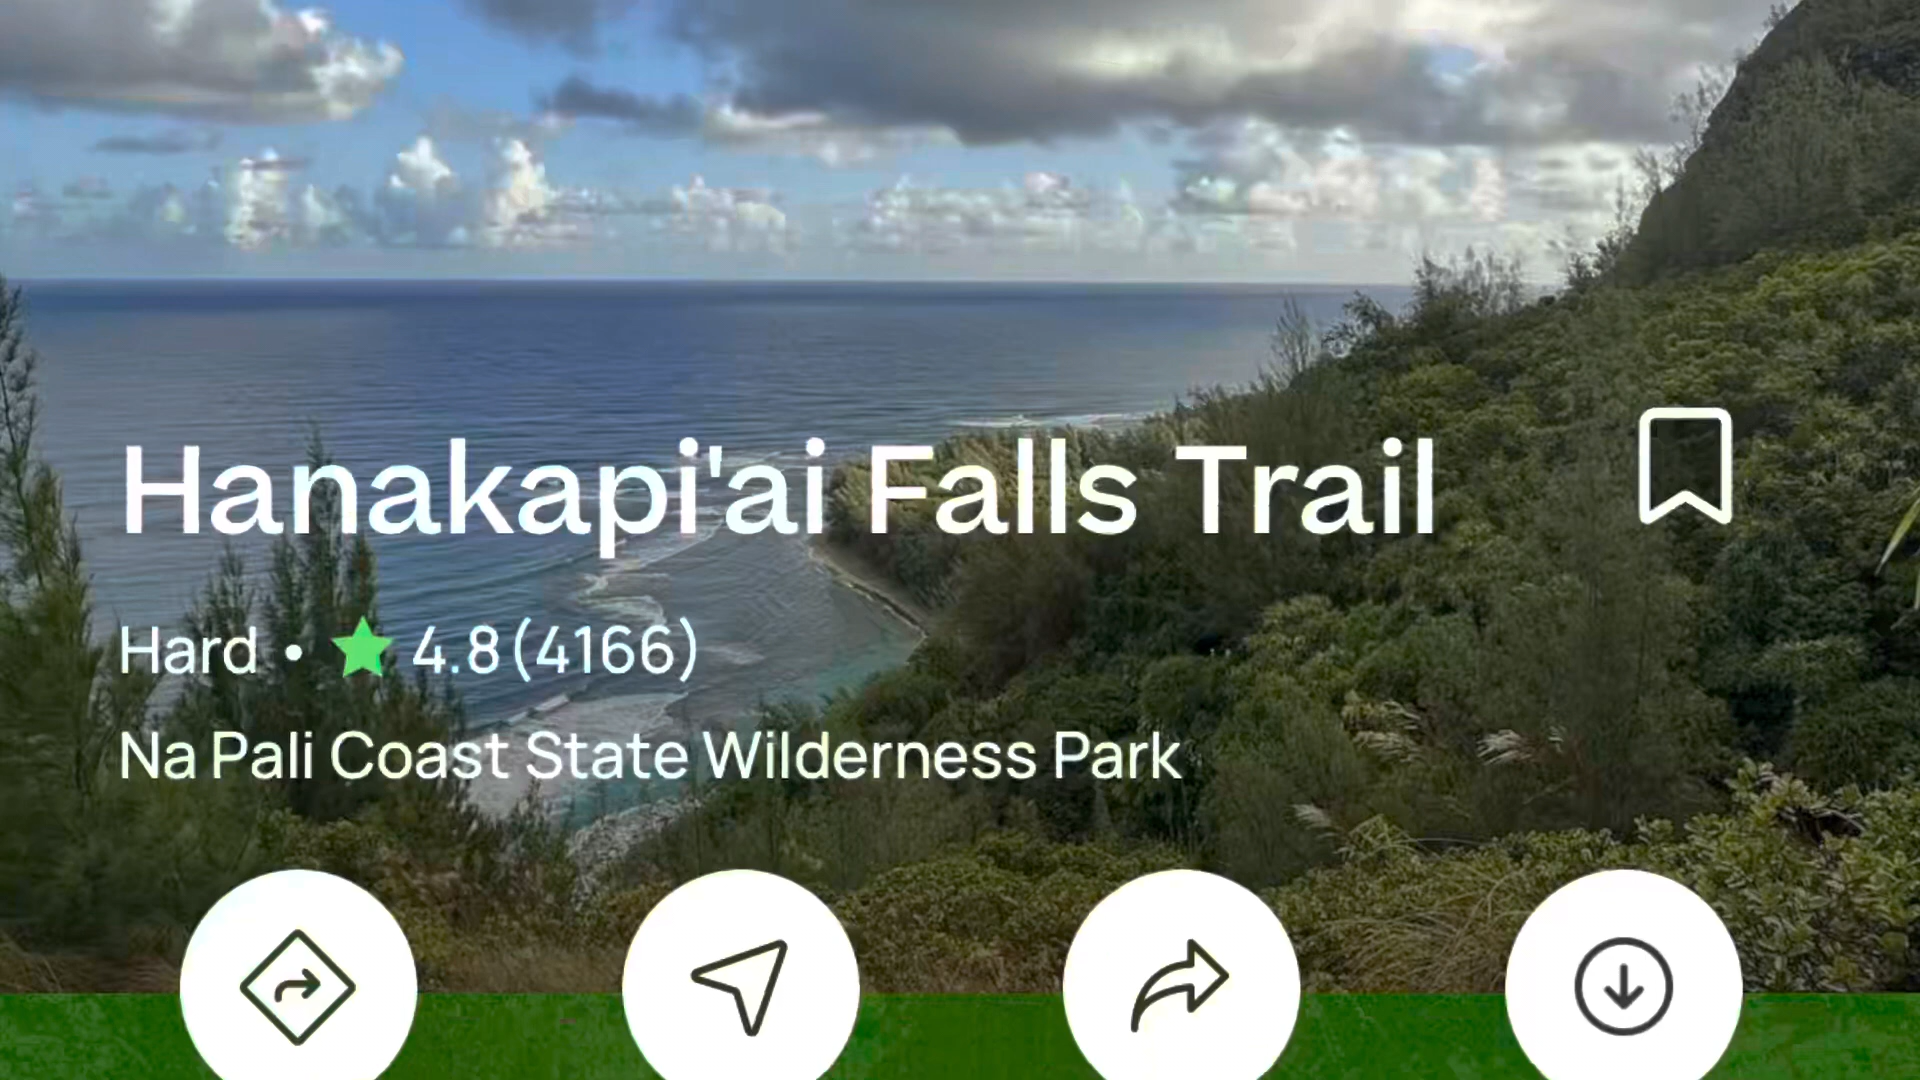 Hanakapi'ai Falls Trail
Hard • ★ 4.8 (4166)
Na Pali Coast State Wilderness Park